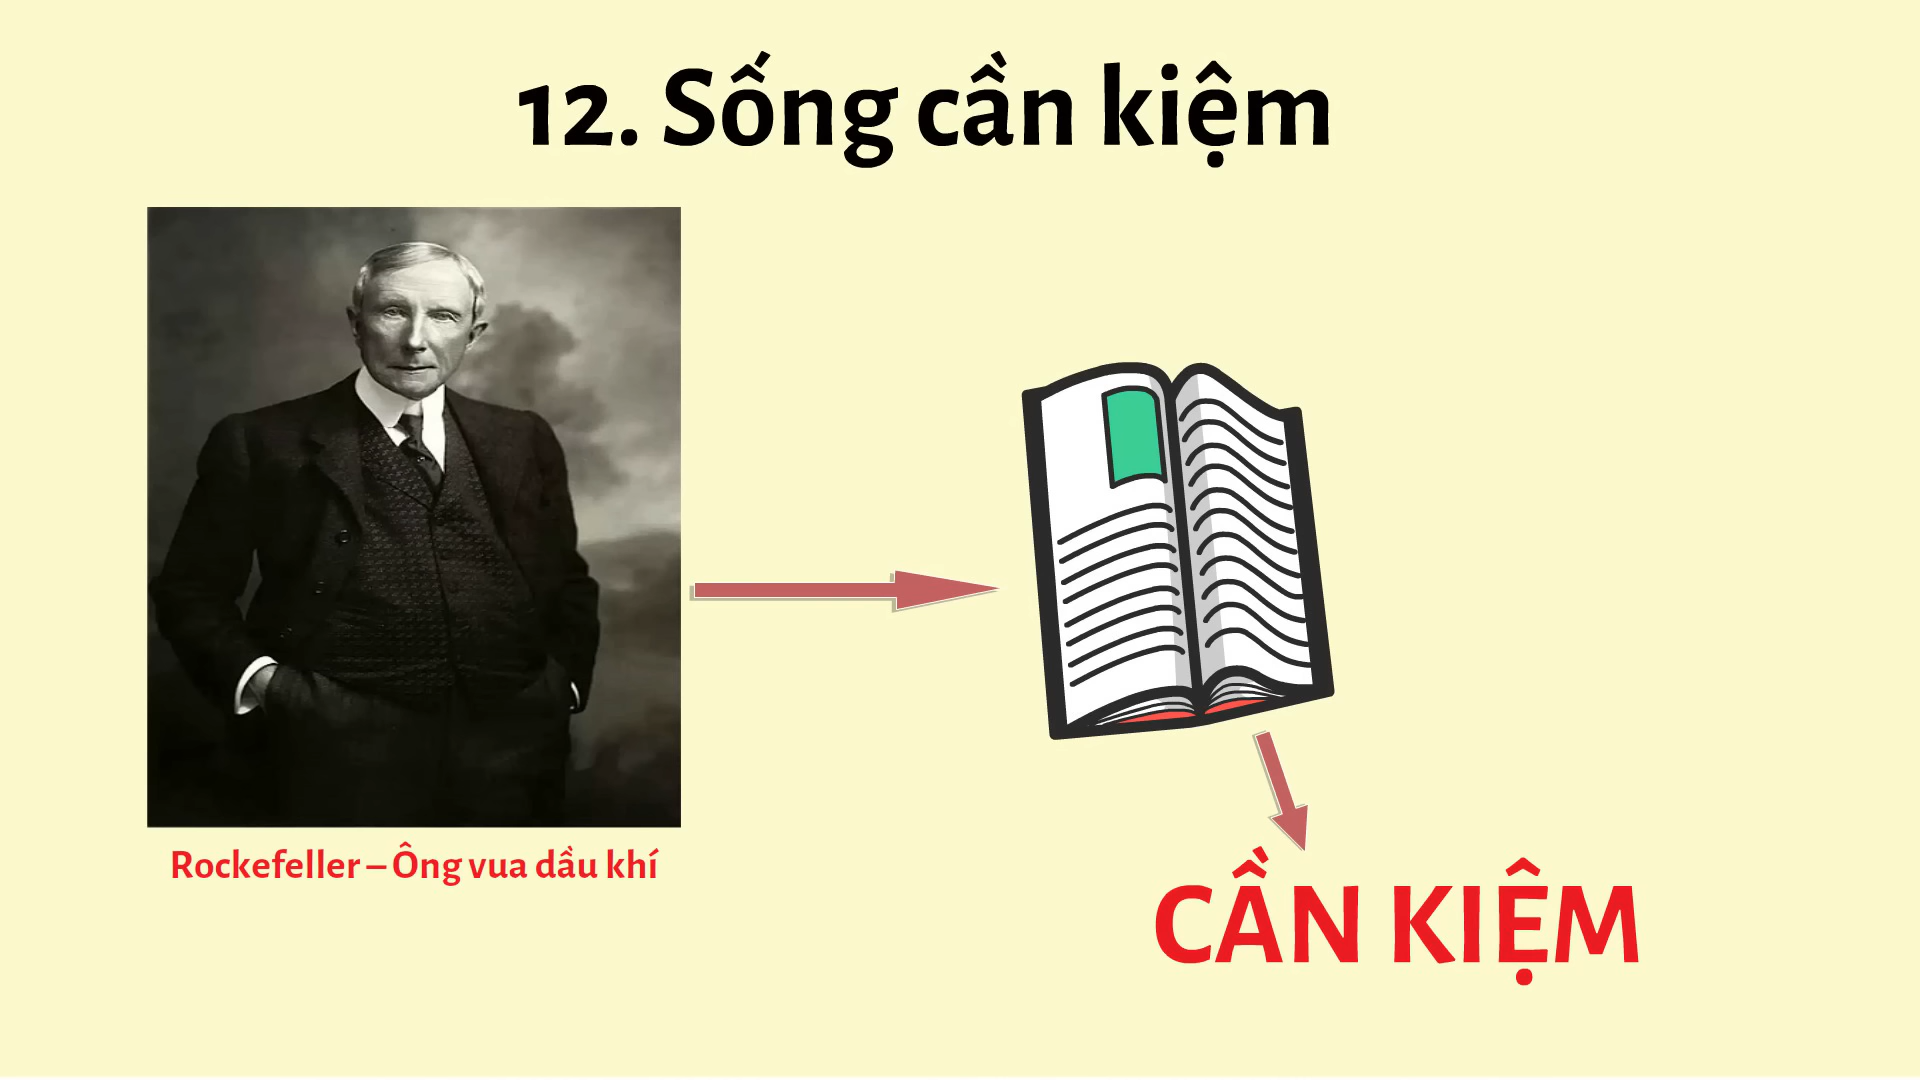 12. Sống cần kiệm
Rockefeller – Ông vua dầu khí
CẦN KIỆM